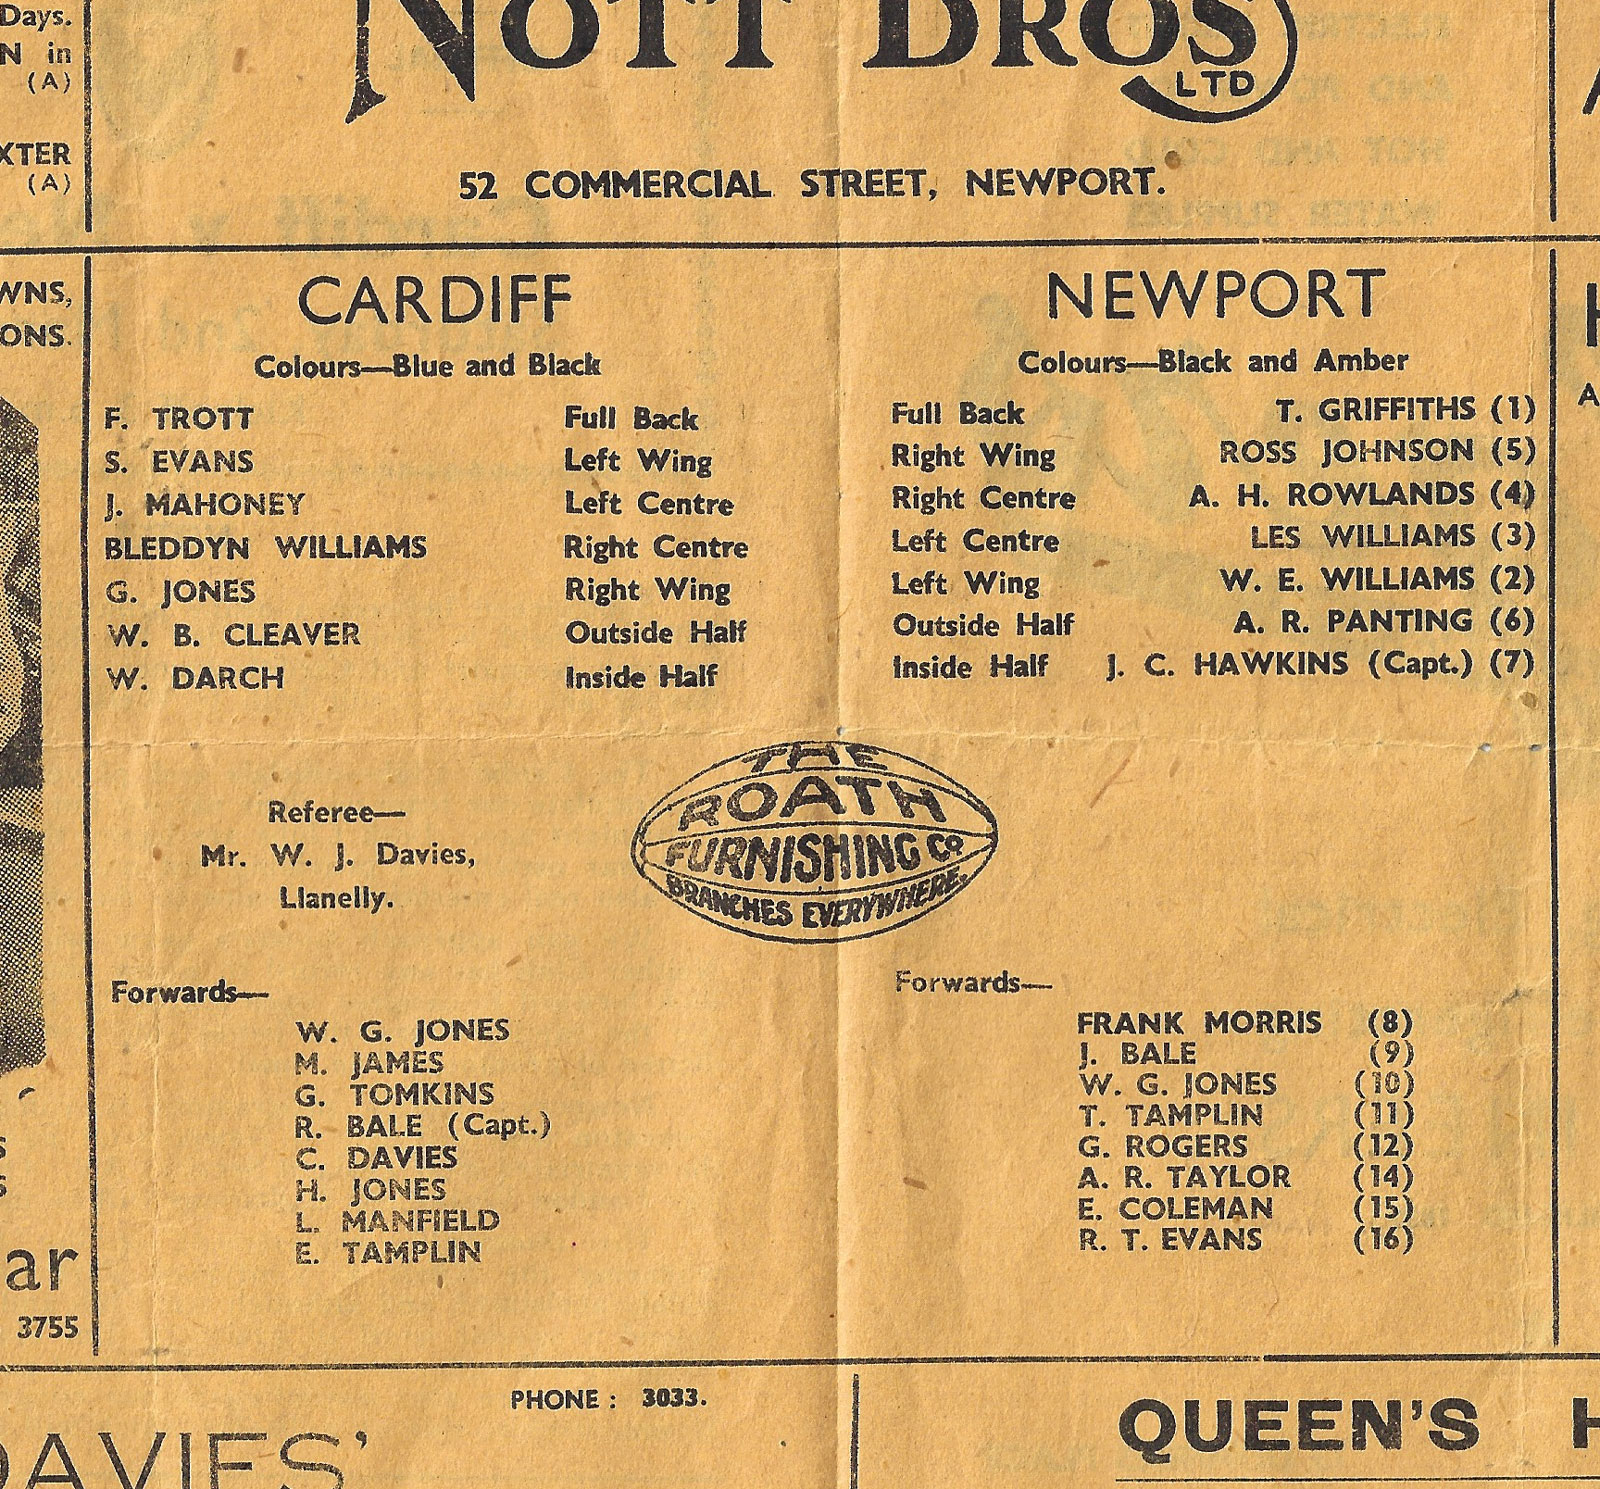 Days.
N in
(A)
XTER
(A)
NOTT BROS
LTD
52 COMMERCIAL STREET, NEWPORT.
WNS,
ONS.
CARDIFF
Colours—Blue and Black
F. TROTT Full Back
S. EVANS Left Wing
J. MAHONEY Left Centre
BLEDDYN WILLIAMS Right Centre
G. JONES Right Wing
W. B. CLEAVER Outside Half
W. DARCH Inside Half
NEWPORT
Colours—Black and Amber
Full Back T. GRIFFITHS (1)
Right Wing ROSS JOHNSON (5)
Right Centre A. H. ROWLANDS (4)
Left Centre LES WILLIAMS (3)
Left Wing W. E. WILLIAMS (2)
Outside Half A. R. PANTING (6)
Inside Half J. C. HAWKINS (Capt.) (7)
Referee—
Mr. W. J. Davies,
Llanelly.
THE
ROATH
FURNISHING Co
BRANCHES EVERYWHERE.
Forwards—
W. G. JONES
M. JAMES
G. TOMKINS
R. BALE (Capt.)
C. DAVIES
H. JONES
L. MANFIELD
E. TAMPLIN
Forwards—
FRANK MORRIS (8)
J. BALE (9)
W. G. JONES (10)
T. TAMPLIN (11)
G. ROGERS (12)
A. R. TAYLOR (14)
E. COLEMAN (15)
R. T. EVANS (16)
ar
3755
PHONE : 3033.
DAVIES'
QUEEN'S H